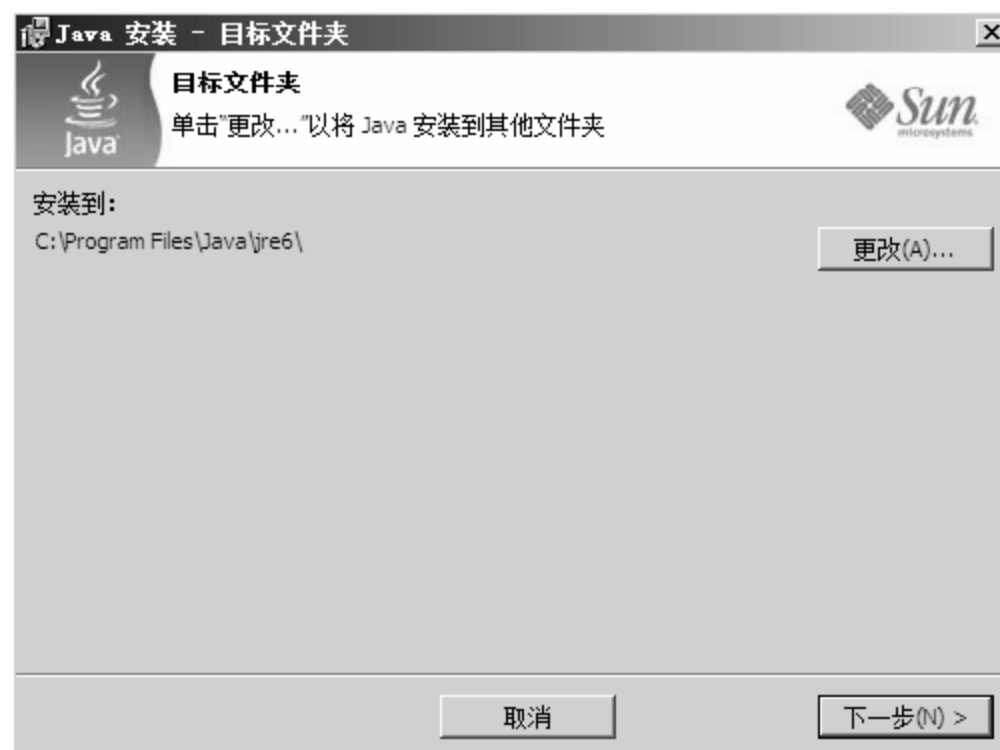 Java 安装 - 目标文件夹
Java
目标文件夹
单击"更改..."以将 Java 安装到其他文件夹
Sun
microsystems
安装到：
C:\Program Files\Java\jre6\
更改(A)...
取消
下一步(N) >